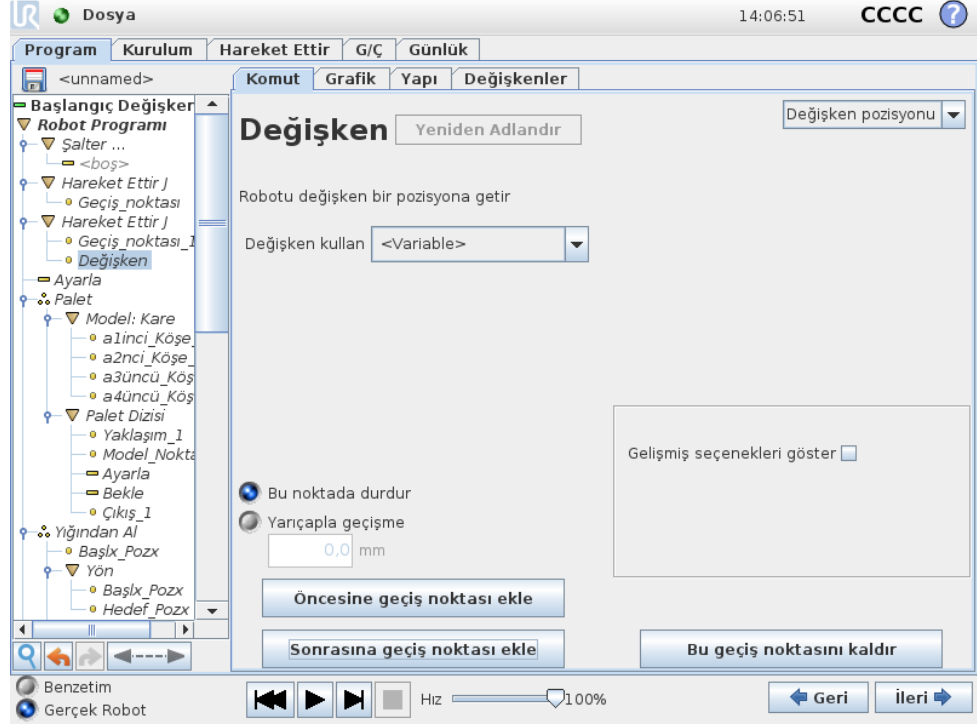 Dosya
14:06:51
CCCC
?
Program
Kurulum
Hareket Ettir
G/Ç
Günlük
<unnamed>
Komut
Grafik
Yapı
Değişkenler
Başlangıç Değişker
Robot Programı
Şalter ...
<boş>
Hareket Ettir J
Geçiş_noktası
Hareket Ettir J
Geçiş_noktası_1
Değişken
Ayarla
Palet
Model: Kare
a1inci_Köşe_
a2nci_Köşe_
a3üncü_Köş
a4üncü_Köş
Palet Dizisi
Yaklaşım_1
Model_Nokta
Ayarla
Bekle
Çıkış_1
Yığından Al
Başlx_Pozx
Yön
Başlx_Pozx
Hedef_Pozx
Değişken
Yeniden Adlandır
Değişken pozisyonu
Robotu değişken bir pozisyona getir
Değişken kullan
<Variable>
Gelişmiş seçenekleri göster
Bu noktada durdur
Yarıçapla geçişme
0,0 mm
Öncesine geçiş noktası ekle
Sonrasına geçiş noktası ekle
Bu geçiş noktasını kaldır
Benzetim
Gerçek Robot
Hız
100%
Geri
İleri